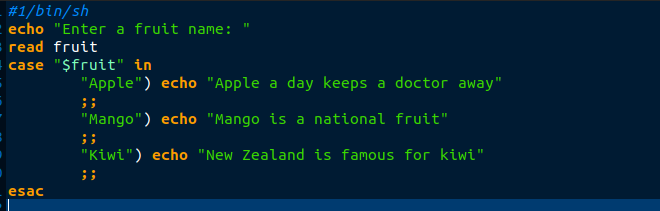 #1/bin/sh
echo "Enter a fruit name: "
read fruit
case "$fruit" in
        "Apple") echo "Apple a day keeps a doctor away"
        ;;
        "Mango") echo "Mango is a national fruit"
        ;;
        "Kiwi") echo "New Zealand is famous for kiwi"
        ;;
esac